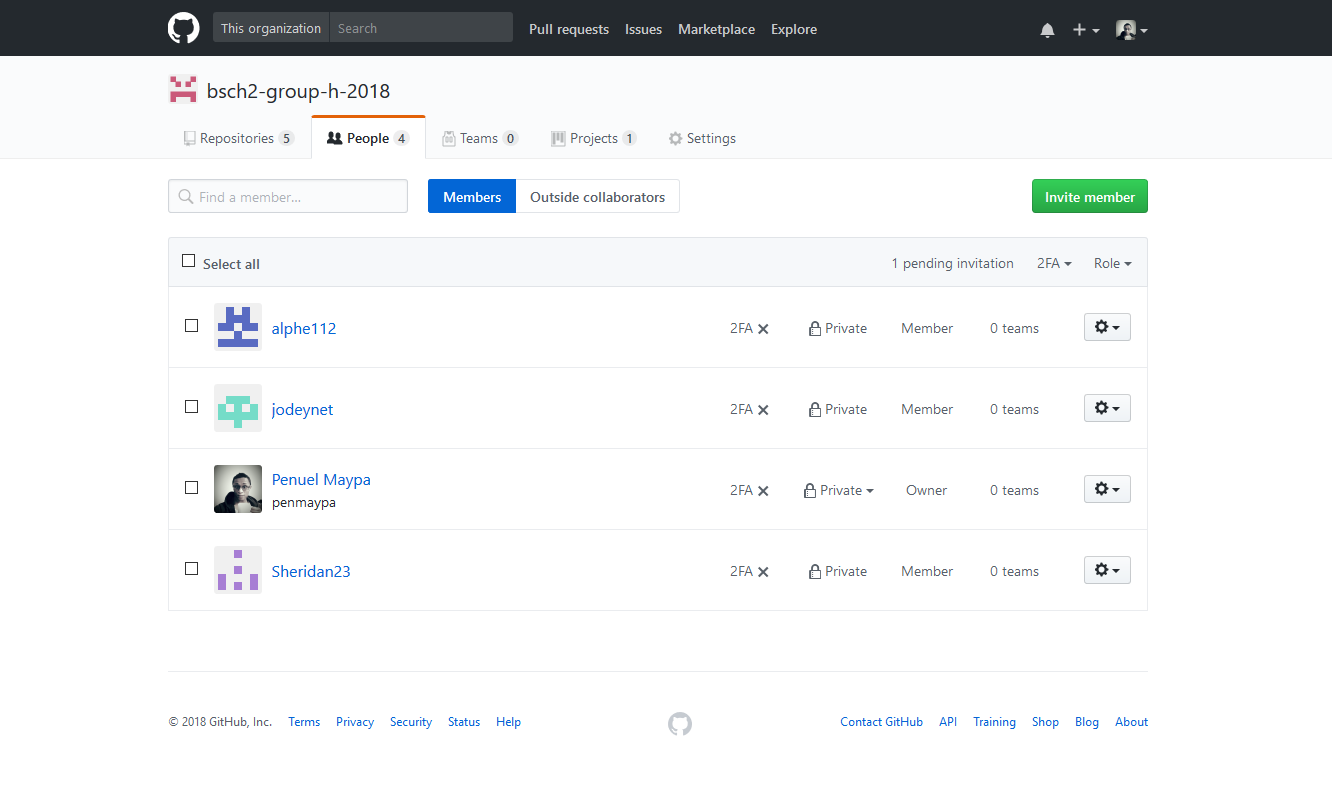 This organization Search Pull requests Issues Marketplace Explore
bsch2-group-h-2018
Repositories 5 People 4 Teams 0 Projects 1 Settings
Find a member... Members Outside collaborators Invite member
Select all 1 pending invitation 2FA Role
alphe112 2FA Private Member 0 teams
jodeynet 2FA Private Member 0 teams
Penuel Maypa
penmaypa 2FA Private Owner 0 teams
Sheridan23 2FA Private Member 0 teams
© 2018 GitHub, Inc. Terms Privacy Security Status Help Contact GitHub API Training Shop Blog About